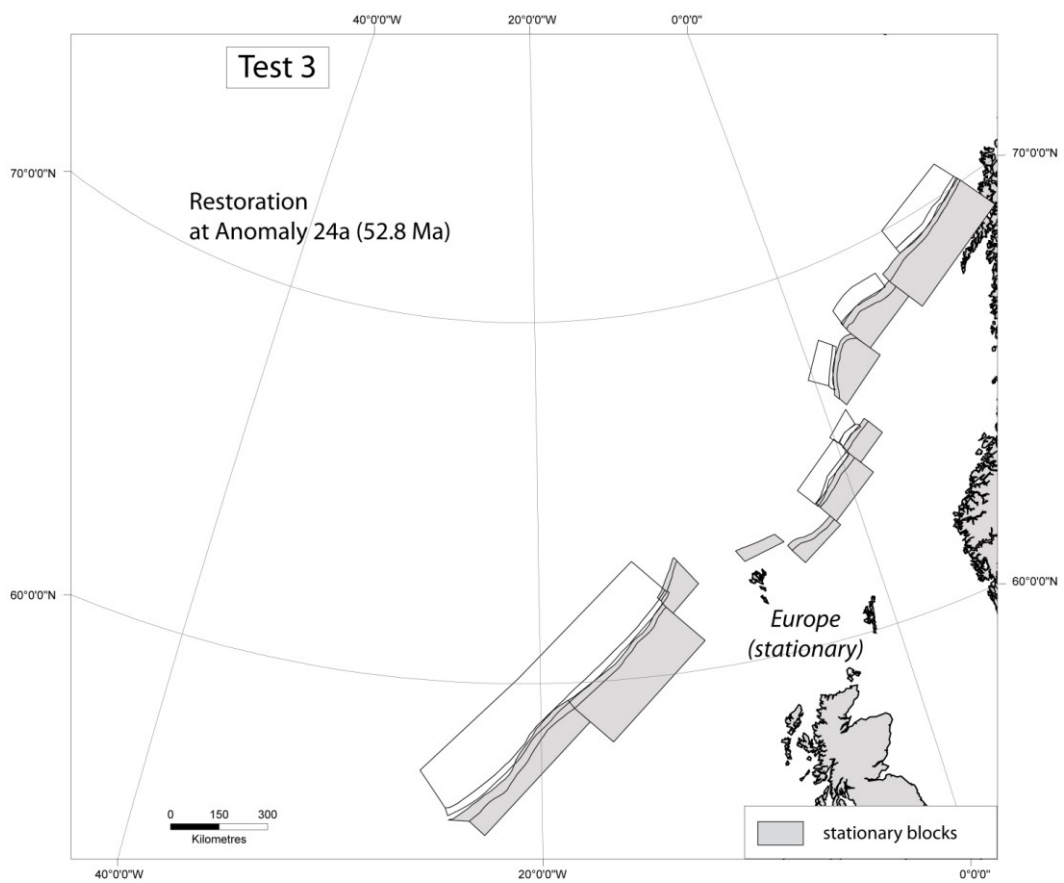 40°0'0"W
20°0'0"W
0°0'0"
Test 3
70°0'0"N
70°0'0"N
Restoration
at Anomaly 24a (52.8 Ma)
60°0'0"N
60°0'0"N
Europe
(stationary)
0
150
300
Kilometres
stationary blocks
40°0'0"W
20°0'0"W
0°0'0"